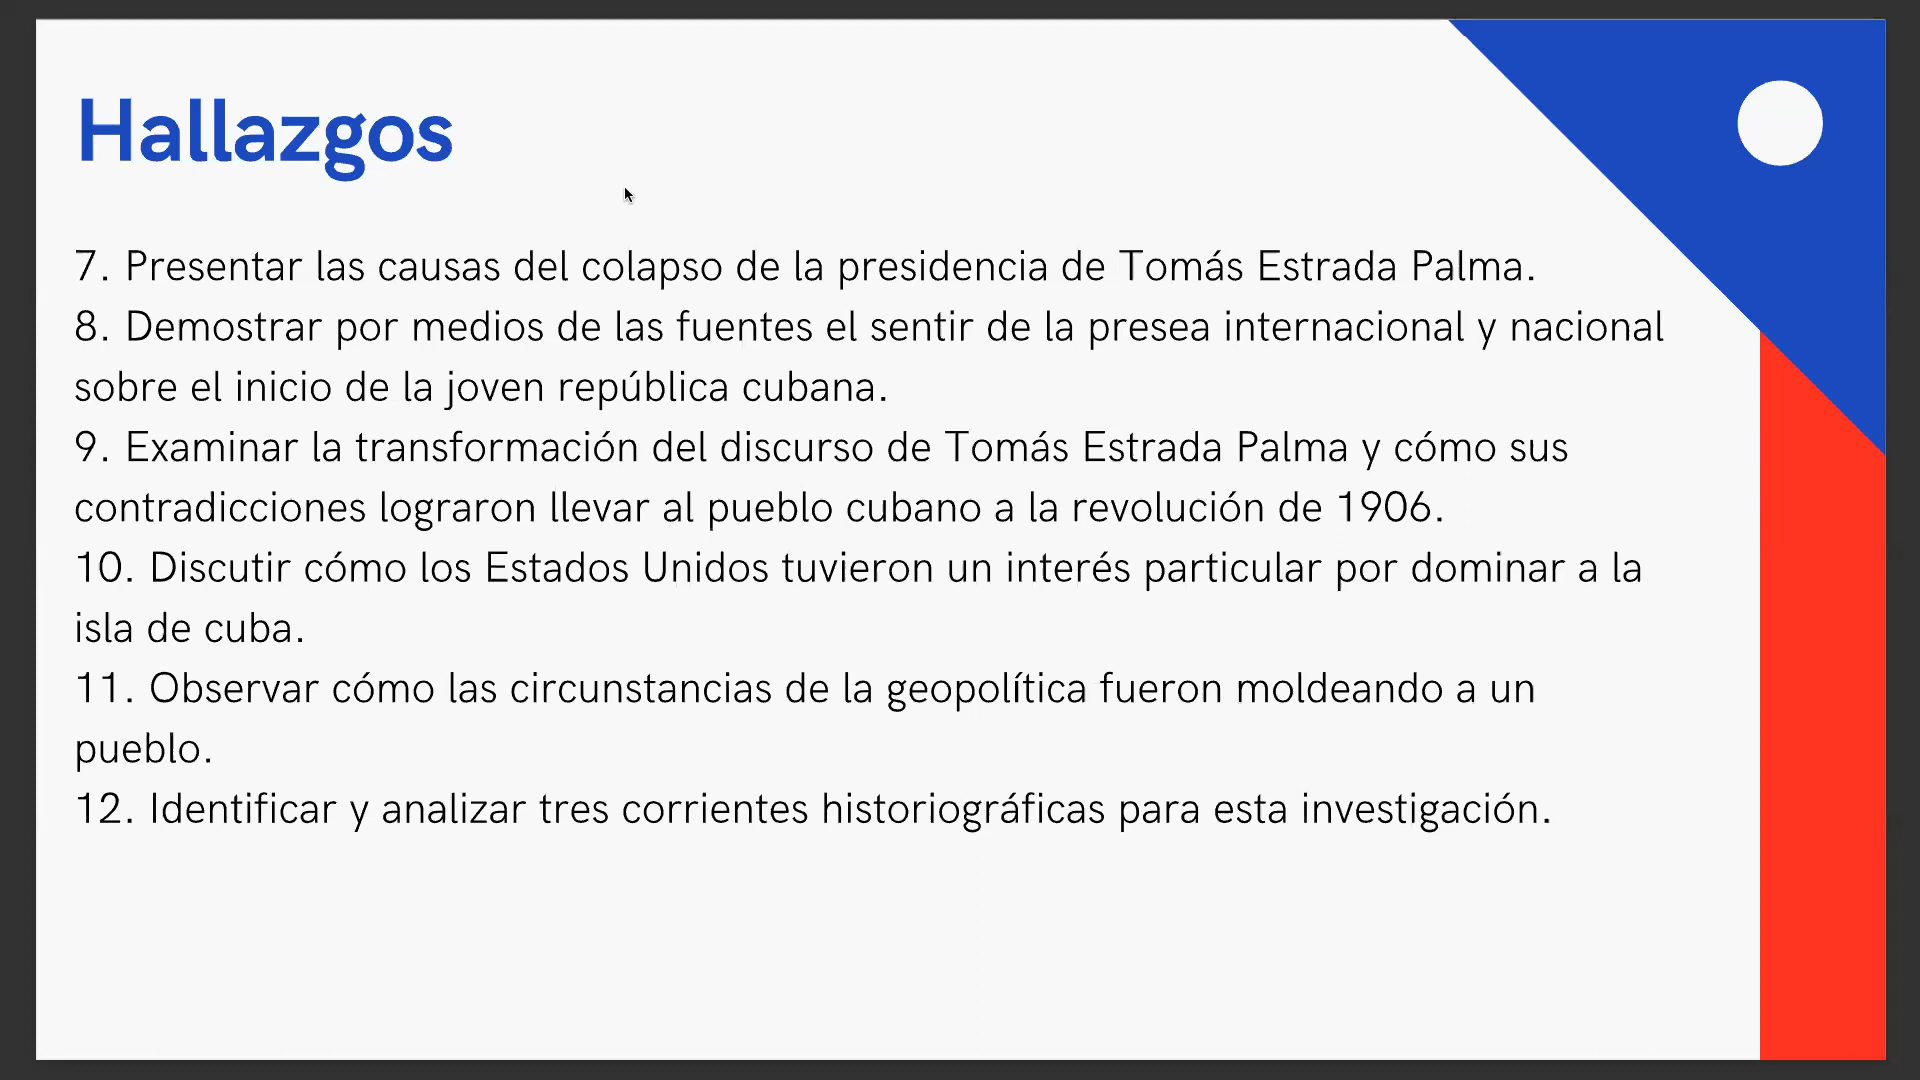 Hallazgos
7. Presentar las causas del colapso de la presidencia de Tomás Estrada Palma.
8. Demostrar por medios de las fuentes el sentir de la presea internacional y nacional
sobre el inicio de la joven república cubana.
9. Examinar la transformación del discurso de Tomás Estrada Palma y cómo sus
contradicciones lograron llevar al pueblo cubano a la revolución de 1906.
10. Discutir cómo los Estados Unidos tuvieron un interés particular por dominar a la
isla de cuba.
11. Observar cómo las circunstancias de la geopolítica fueron moldeando a un
pueblo.
12. Identificar y analizar tres corrientes historiográficas para esta investigación.